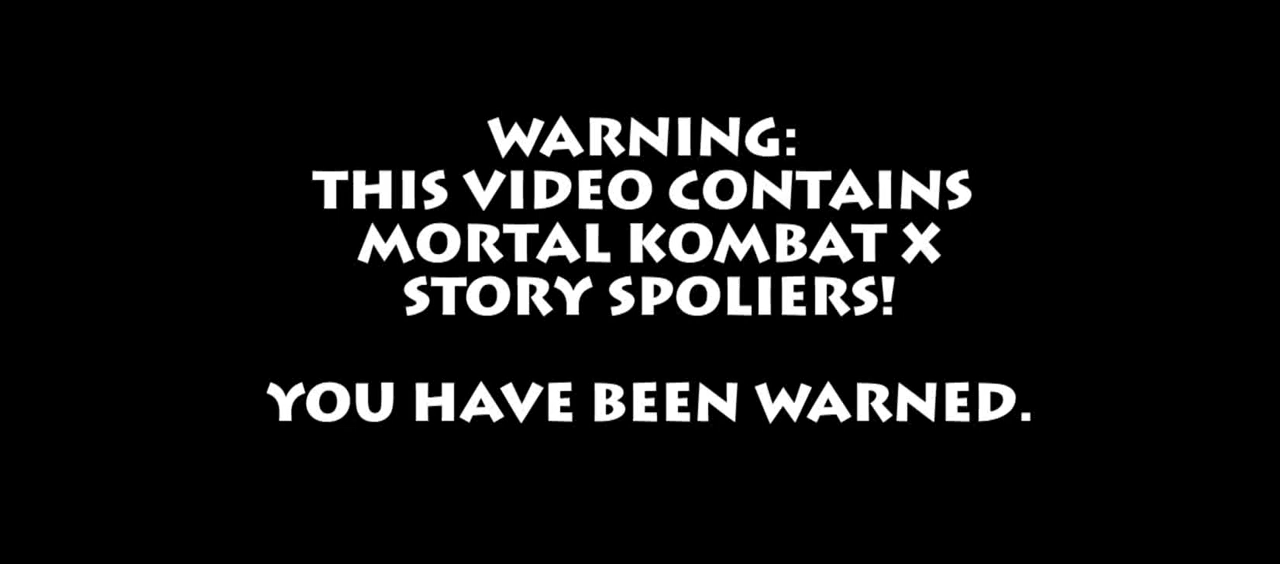 WARNING:
THIS VIDEO CONTAINS
MORTAL KOMBAT X
STORY SPOLIERS!
YOU HAVE BEEN WARNED.